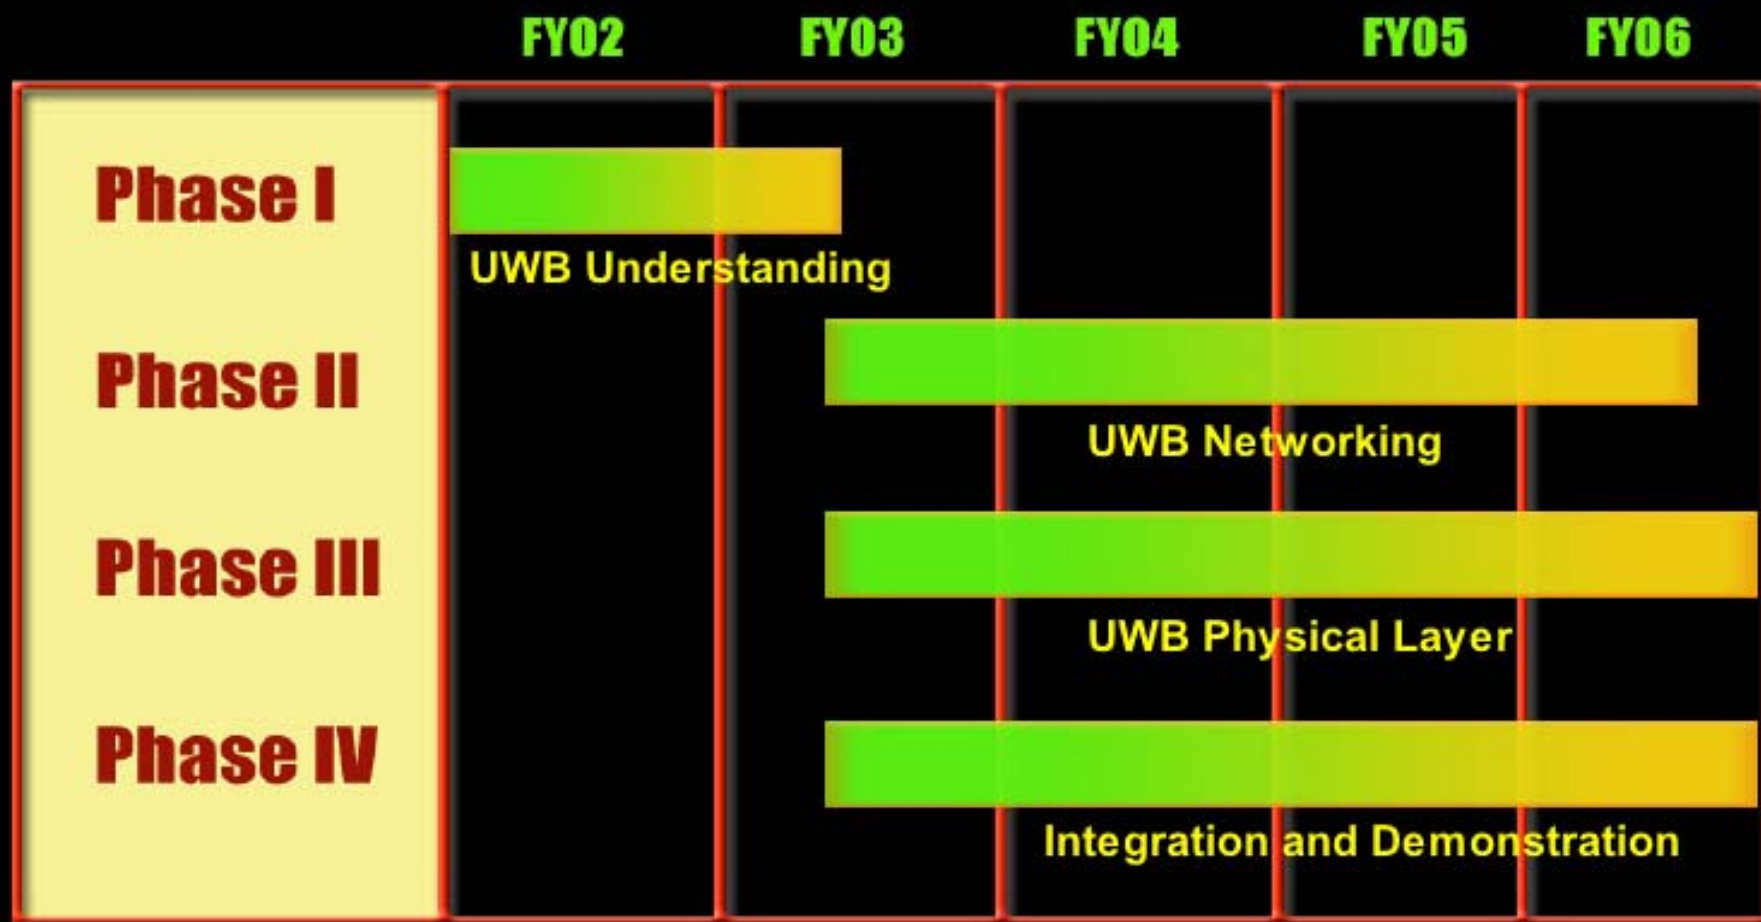 FY02 FY03 FY04 FY05 FY06
Phase I
UWB Understanding
Phase II
UWB Networking
Phase III
UWB Physical Layer
Phase IV
Integration and Demonstration